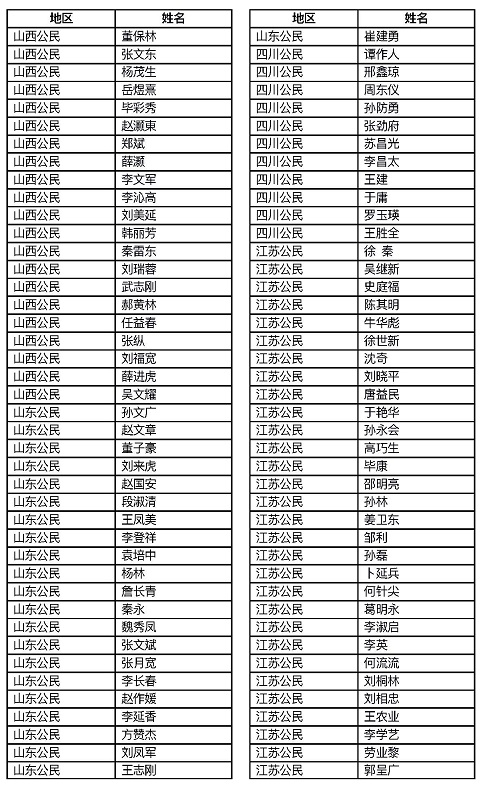 地区 姓名
山西公民 董保林
山西公民 张文东
山西公民 杨茂生
山西公民 岳煜熹
山西公民 毕彩秀
山西公民 赵灏東
山西公民 郑斌
山西公民 薛灏
山西公民 李文军
山西公民 李沁高
山西公民 刘美延
山西公民 韩丽芳
山西公民 秦雷东
山西公民 刘瑞蓉
山西公民 武志刚
山西公民 郝黄林
山西公民 任益春
山西公民 张纵
山西公民 刘福宽
山西公民 薛进虎
山西公民 吴文耀
山东公民 孙文广
山东公民 赵文章
山东公民 董子豪
山东公民 刘来虎
山东公民 赵国安
山东公民 段淑清
山东公民 王凤美
山东公民 李登祥
山东公民 袁培中
山东公民 杨林
山东公民 詹长青
山东公民 秦永
山东公民 魏秀凤
山东公民 张文斌
山东公民 张月宽
山东公民 李长春
山东公民 赵作媛
山东公民 李延香
山东公民 方赞杰
山东公民 刘凤军
山东公民 王志刚
地区 姓名
山东公民 崔建勇
四川公民 谭作人
四川公民 邢鑫琼
四川公民 周东仪
四川公民 孙防勇
四川公民 张劲府
四川公民 苏昌光
四川公民 李昌太
四川公民 王建
四川公民 于庸
四川公民 罗玉瑛
四川公民 王胜全
江苏公民 徐 秦
江苏公民 吴继新
江苏公民 史庭福
江苏公民 陈其明
江苏公民 牛华彪
江苏公民 徐世新
江苏公民 沈奇
江苏公民 刘晓平
江苏公民 唐益民
江苏公民 于艳华
江苏公民 孙永会
江苏公民 高巧生
江苏公民 毕康
江苏公民 邵明亮
江苏公民 孙林
江苏公民 姜卫东
江苏公民 邹利
江苏公民 孙磊
江苏公民 卜延兵
江苏公民 何针尖
江苏公民 葛明永
江苏公民 李淑启
江苏公民 李英
江苏公民 何流流
江苏公民 刘桐林
江苏公民 刘相忠
江苏公民 王农业
江苏公民 李学艺
江苏公民 劳业黎
江苏公民 郭呈广